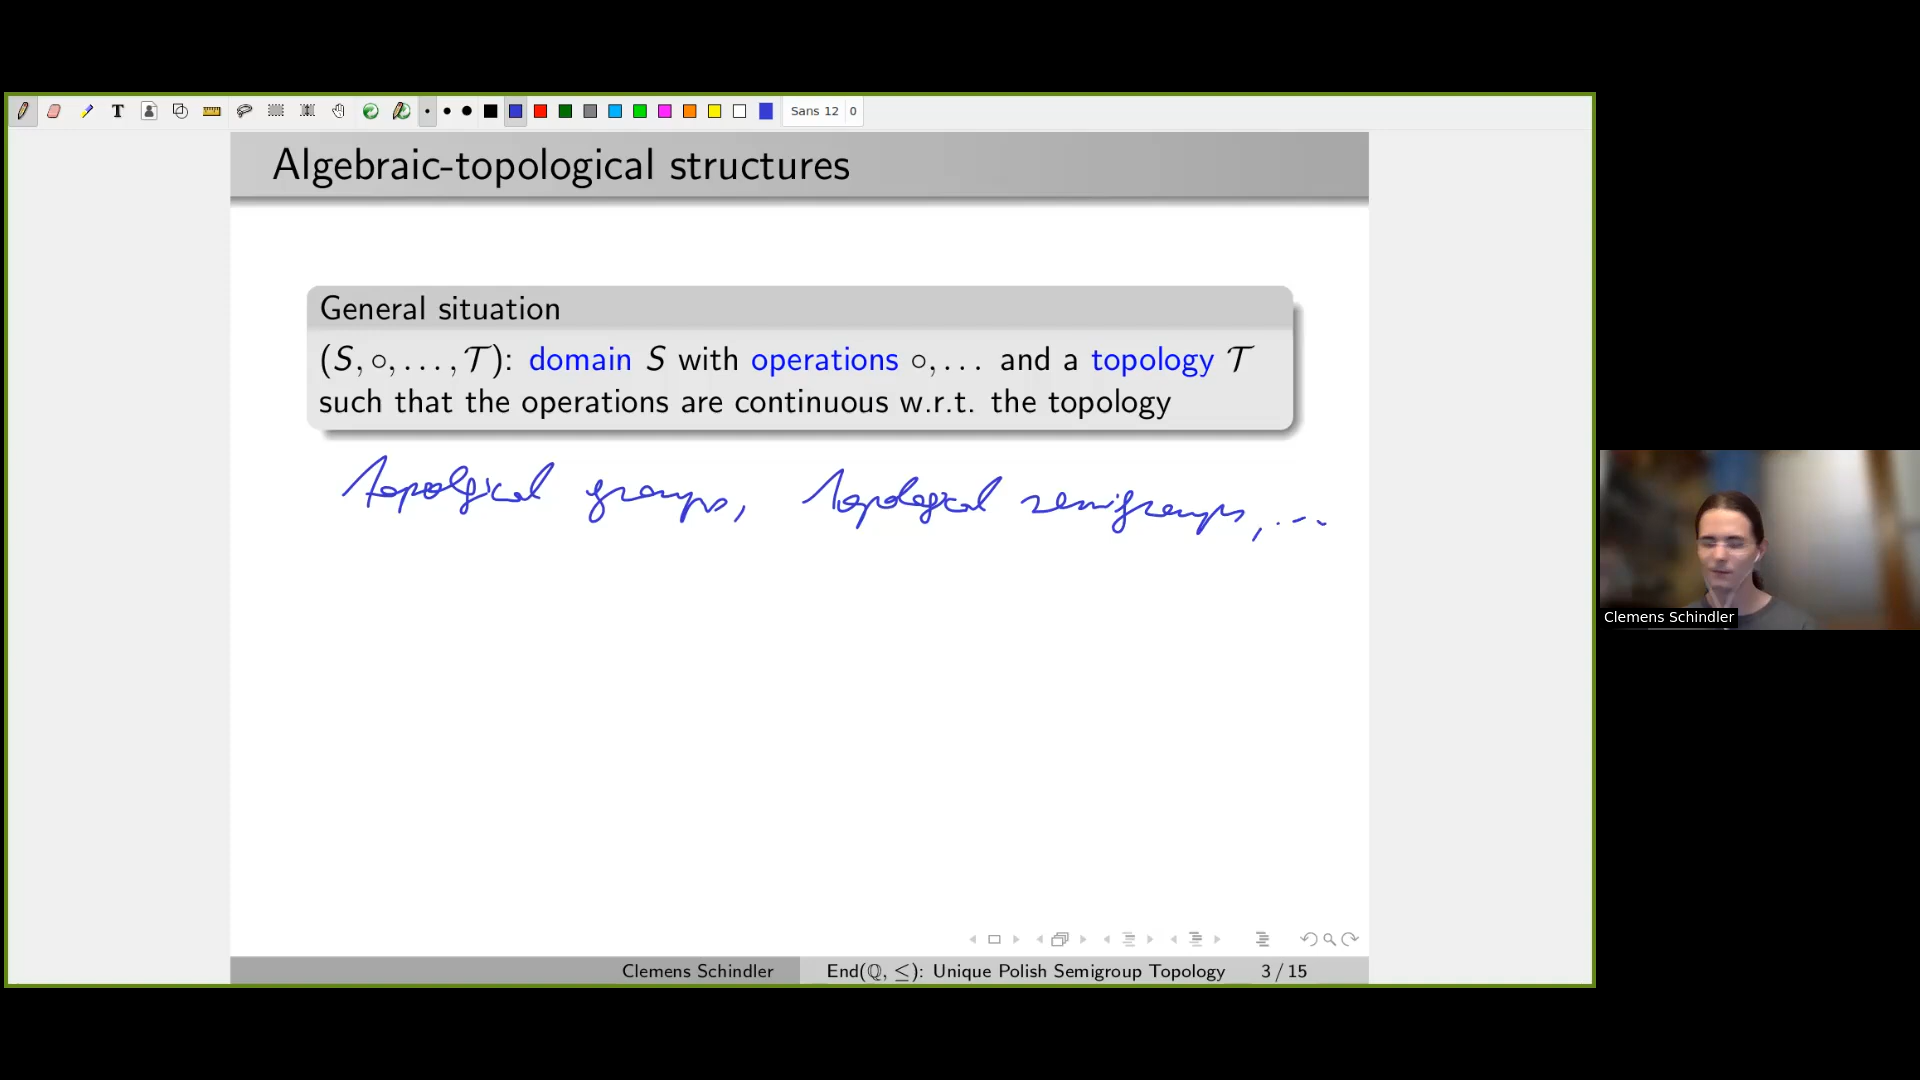 T Sans 12 0
Algebraic-topological structures
General situation
(S, ∘, . . . , 𝒯): domain S with operations ∘, . . . and a topology 𝒯
such that the operations are continuous w.r.t. the topology
topolgical groups, topological semigroups, ...
Clemens Schindler
Clemens Schindler End(ℚ, ≤): Unique Polish Semigroup Topology 3 / 15